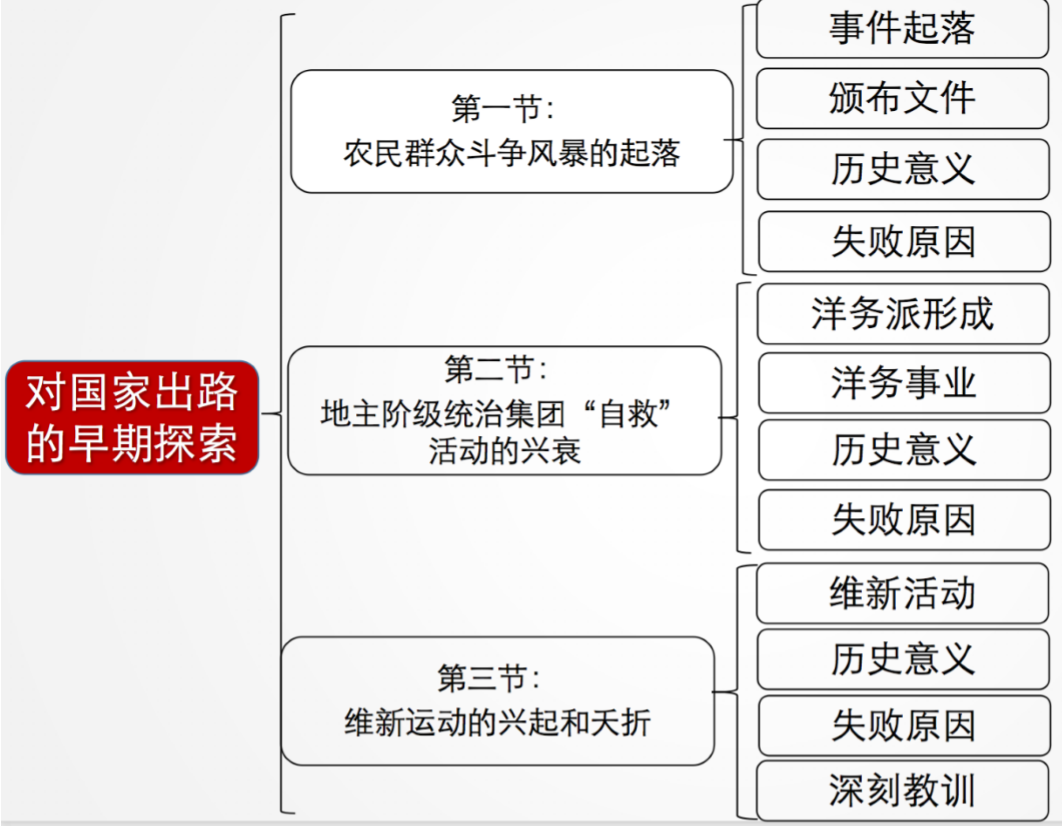 对国家出路
的早期探索
第一节：
农民群众斗争风暴的起落
事件起落
颁布文件
历史意义
失败原因
第二节：
地主阶级统治集团“自救”
活动的兴衰
洋务派形成
洋务事业
历史意义
失败原因
第三节：
维新运动的兴起和夭折
维新活动
历史意义
失败原因
深刻教训